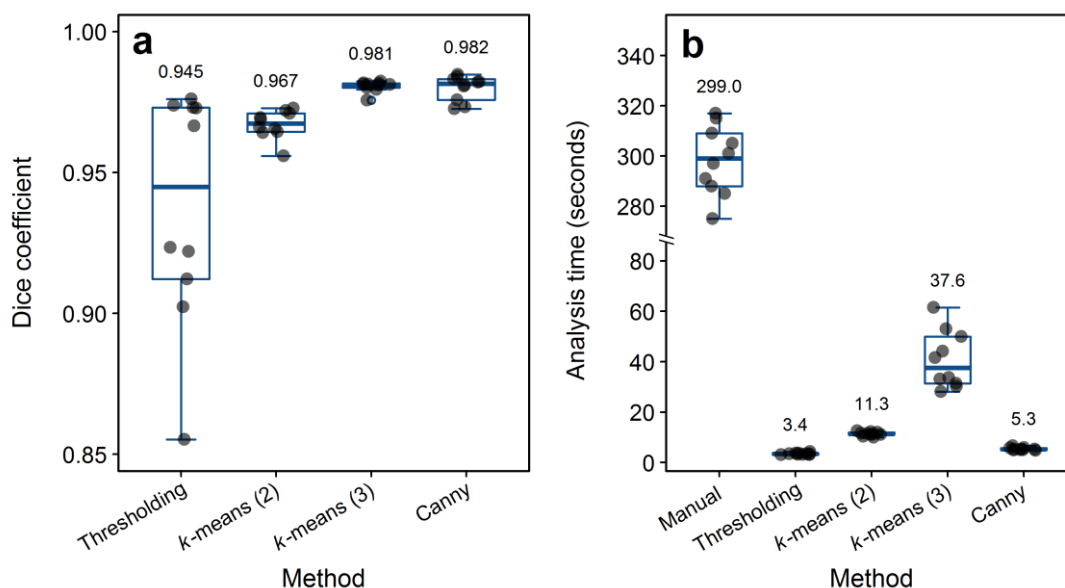 a
Dice coefficient
1.00
0.95
0.90
0.85
0.945
0.967
0.981
0.982
Thresholding
k-means (2)
k-means (3)
Canny
Method
b
Analysis time (seconds)
340
320
300
280
80
60
40
20
0
299.0
3.4
11.3
37.6
5.3
Manual
Thresholding
k-means (2)
k-means (3)
Canny
Method